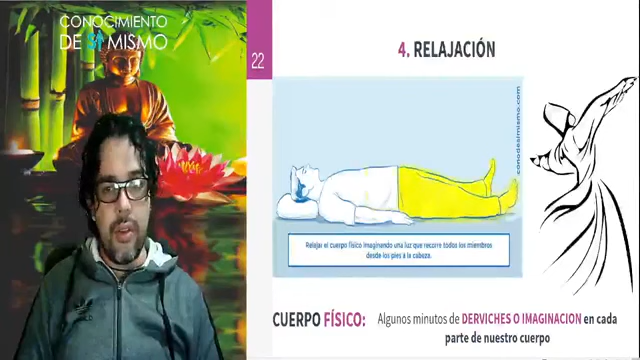 CONOCIMIENTO
DE SÍ MISMO
22
4. RELAJACIÓN
conodesimismo.com
Relajar el cuerpo físico imaginando una luz que recorre todos los miembros
desde los pies a la cabeza.
CUERPO FÍSICO: Algunos minutos de DERVICHES O IMAGINACION en cada
parte de nuestro cuerpo